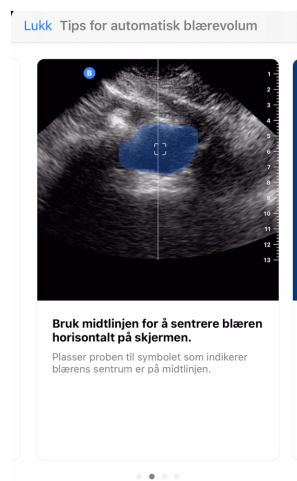 Lukk Tips for automatisk blærevolum
B
1
2
3
4
5
6
7
8
9
10
11
12
13
Bruk midtlinjen for å sentrere blæren
horisontalt på skjermen.
Plasser proben til symbolet som indikerer
blærens sentrum er på midtlinjen.